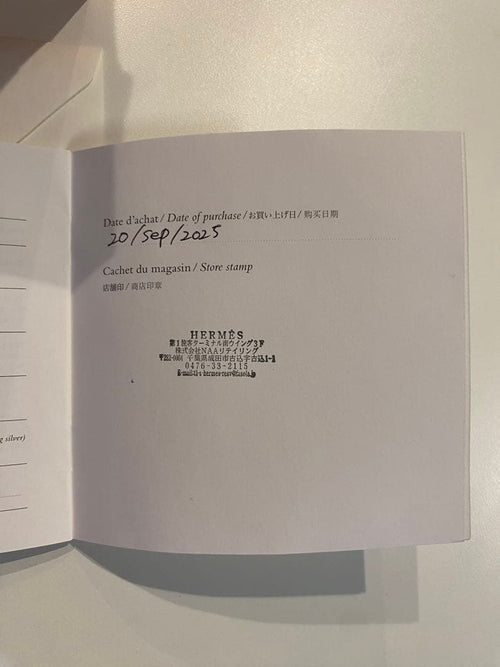 Date d'achat / Date of purchase / お買い上げ日 / 购买日期
20/Sep/2025
Cachet du magasin / Store stamp
店舗印 / 商店印章
HERMÈS
第1旅客ターミナル南ウイング3F
株式会社NAAリテイリング
千葉県成田市古込字古込1-1
0476-33-2115
g silver)